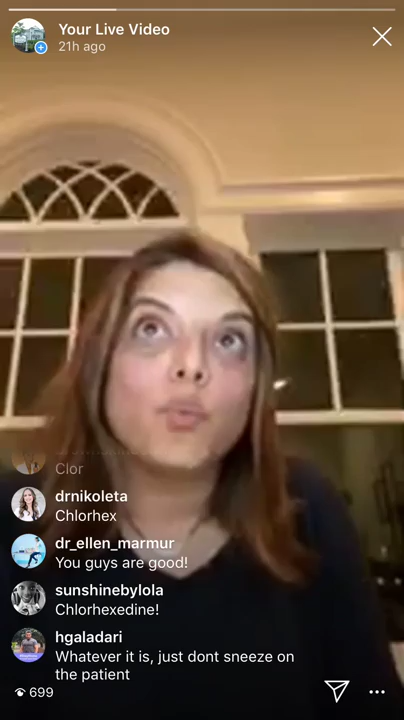 Your Live Video
21h ago
Clor
drnikoleta
Chlorhex
dr_ellen_marmur
You guys are good!
sunshinebylola
Chlorhexedine!
hgaladari
Whatever it is, just dont sneeze on
the patient
699